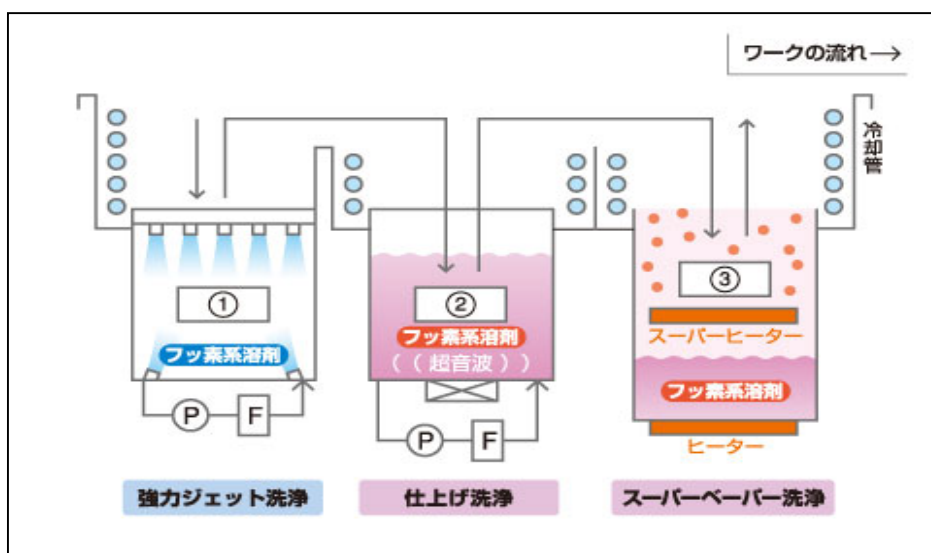 ワークの流れ
冷却管
①
②
③
フッ素系溶剤
フッ素系溶剤
((超音波))
スーパーヒーター
フッ素系溶剤
P
F
P
F
ヒーター
強力ジェット洗浄
仕上げ洗浄
スーパーベーパー洗浄